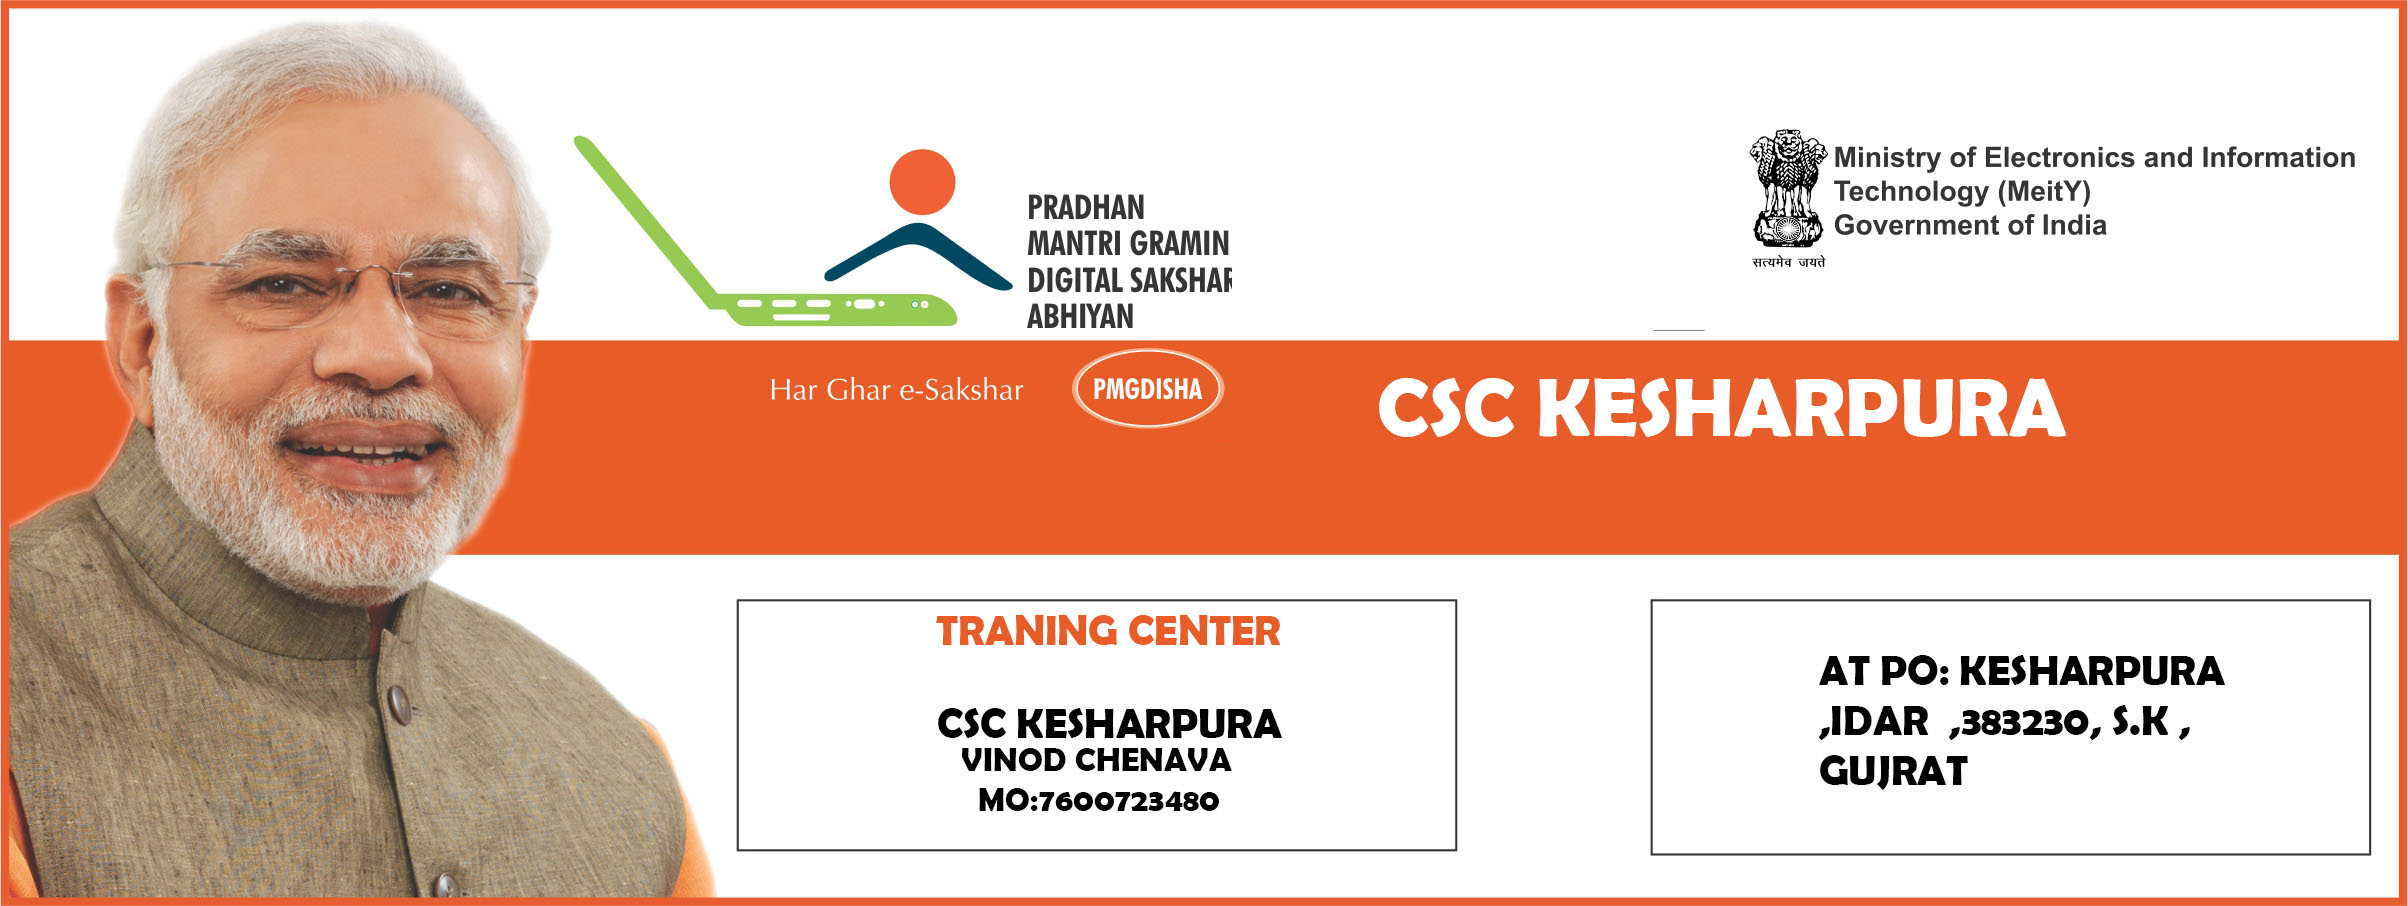 PRADHAN
MANTRI GRAMIN
DIGITAL SAKSHAR
ABHIYAN
Ministry of Electronics and Information
Technology (MeitY)
Government of India
सत्यमेव जयते
Har Ghar e-Sakshar
PMGDISHA
CSC KESHARPURA
TRANING CENTER
CSC KESHARPURA
VINOD CHENAVA
MO:7600723480
AT PO: KESHARPURA
,IDAR ,383230, S.K ,
GUJRAT